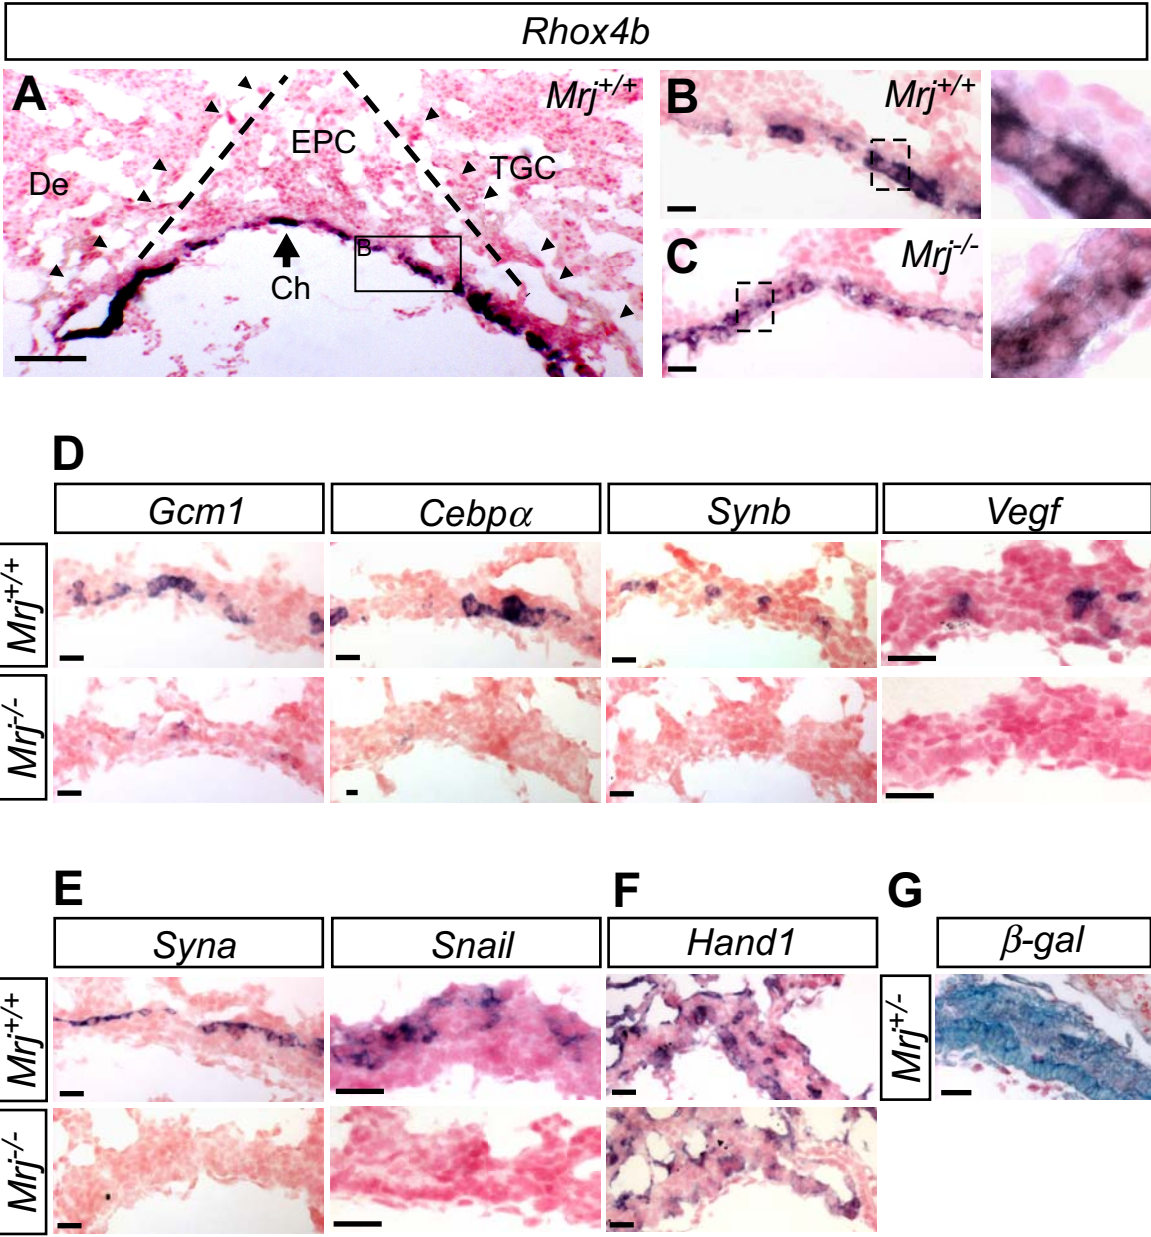 Rhox4b
A
Mrj+/+
EPC
De
TGC
B
Ch
B
Mrj+/+
C
Mrj-/-
D
Gcm1
Cebpα
Synb
Vegf
Mrj+/+
Mrj-/-
E
F
G
Syna
Snail
Hand1
β-gal
Mrj+/+
Mrj+/-
Mrj-/-